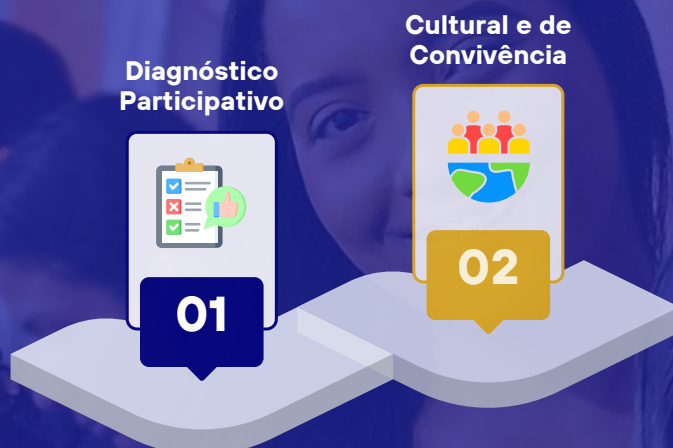 Diagnóstico
Participativo
01
Cultural e de
Convivência
02